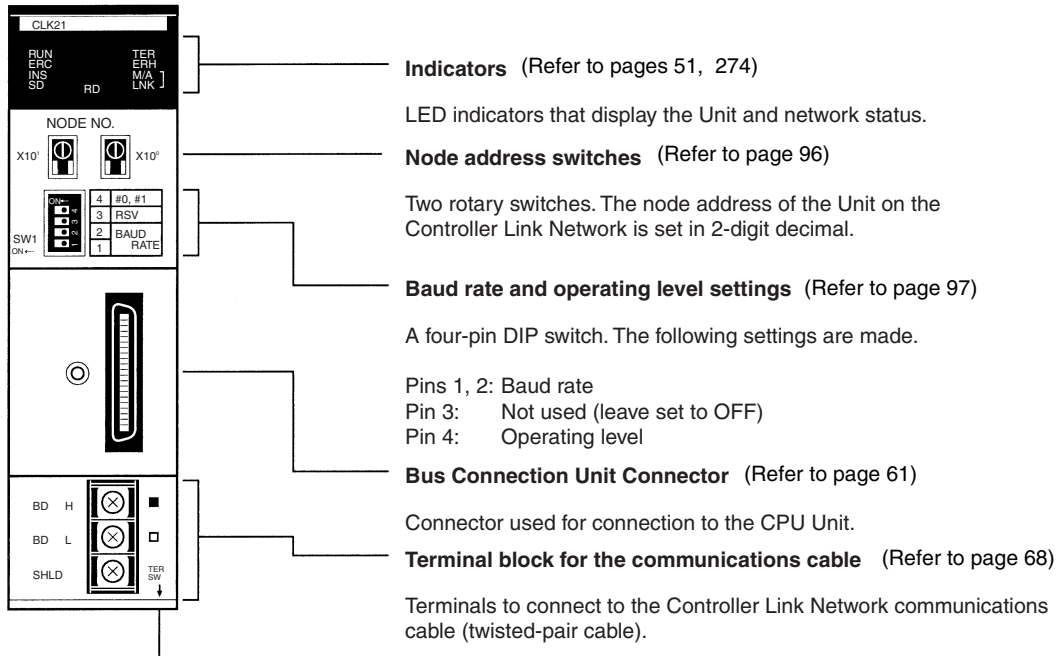 CLK21
RUN TER
ERC ERH
INS M/A
SD RD LNK
NODE NO.
X10¹ X10⁰
ON←
4 #0, #1
3 RSV
2 BAUD
1 RATE
4
3
2
1
SW1
ON←
BD H
BD L
SHLD
TER
SW
Indicators (Refer to pages 51, 274)
LED indicators that display the Unit and network status.
Node address switches (Refer to page 96)
Two rotary switches. The node address of the Unit on the
Controller Link Network is set in 2-digit decimal.
Baud rate and operating level settings (Refer to page 97)
A four-pin DIP switch. The following settings are made.
Pins 1, 2: Baud rate
Pin 3: Not used (leave set to OFF)
Pin 4: Operating level
Bus Connection Unit Connector (Refer to page 61)
Connector used for connection to the CPU Unit.
Terminal block for the communications cable (Refer to page 68)
Terminals to connect to the Controller Link Network communications
cable (twisted-pair cable).